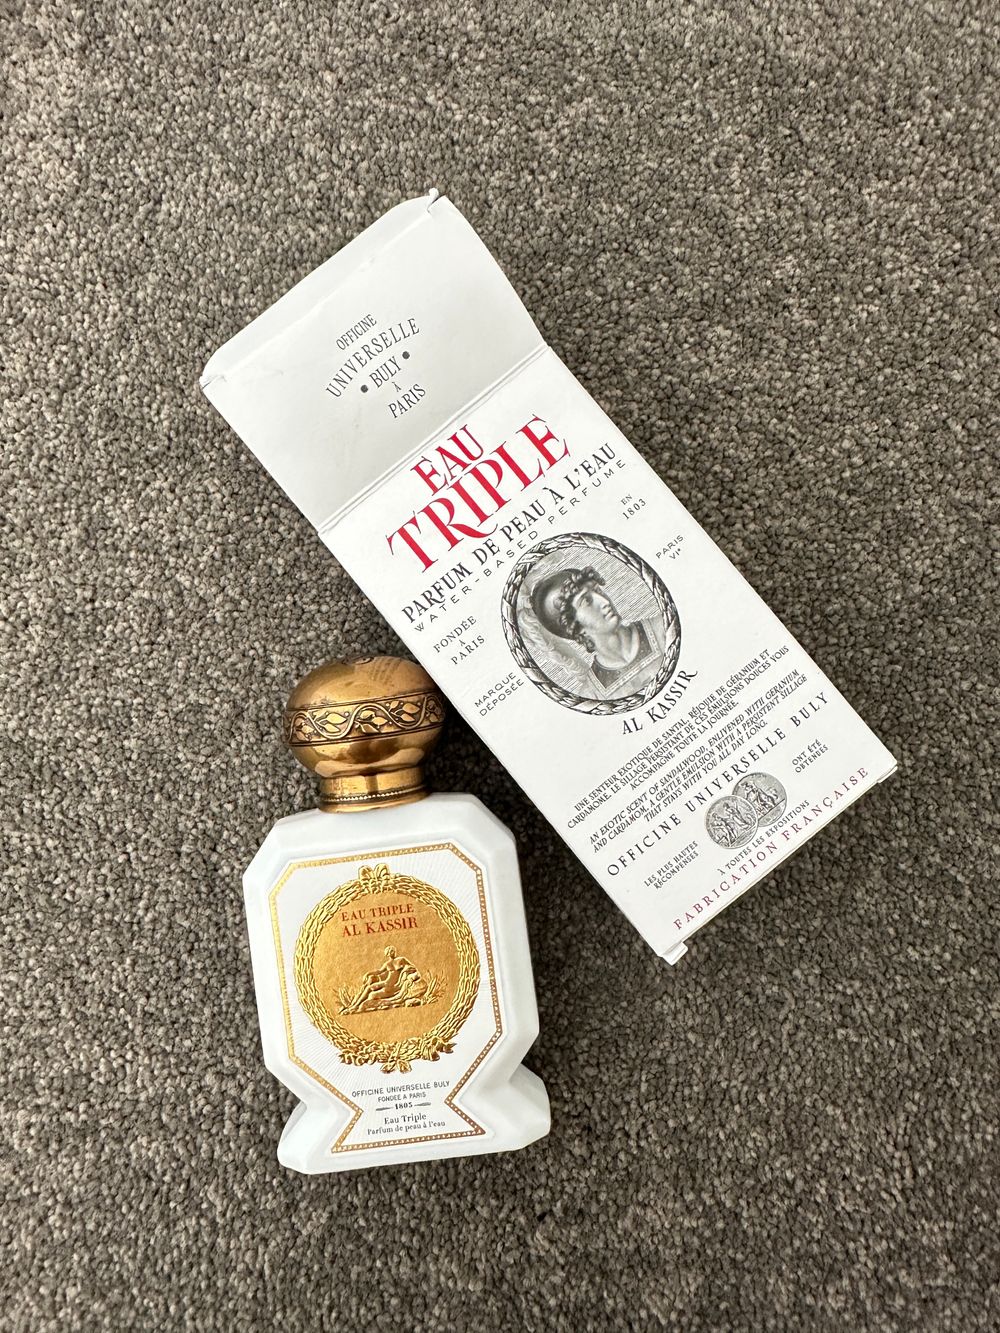 OFFICINE
UNIVERSELLE
• BULY •
À
PARIS
EAU
TRIPLE
PARFUM DE PEAU À L'EAU
WATER-BASED PERFUME
FONDÉE
À
PARIS
EN
1803
MARQUE
DÉPOSÉE
PARIS
VIe
AL KASSIR
UNE SENTEUR EXOTIQUE DE SANTAL, RÉJOUIE DE GÉRANIUM ET
CARDAMOME. LE SILLAGE PERSISTANT DE CES ÉMULSIONS DOUCES VOUS
ACCOMPAGNE TOUTE LA JOURNÉE.
AN EXOTIC SCENT OF SANDALWOOD, ENLIVENED WITH GERANIUM
AND CARDAMOM, A GENTLE EMULSION WITH A PERSISTENT SILLAGE
THAT STAYS WITH YOU ALL DAY LONG.
OFFICINE UNIVERSELLE BULY
LES PLUS HAUTES
RÉCOMPENSES
ONT ÉTÉ
OBTENUES
À TOUTES LES EXPOSITIONS
FABRICATION FRANÇAISE
EAU TRIPLE
AL KASSIR
OFFICINE UNIVERSELLE BULY
FONDÉE A PARIS
1803
Eau Triple
Parfum de peau à l'eau